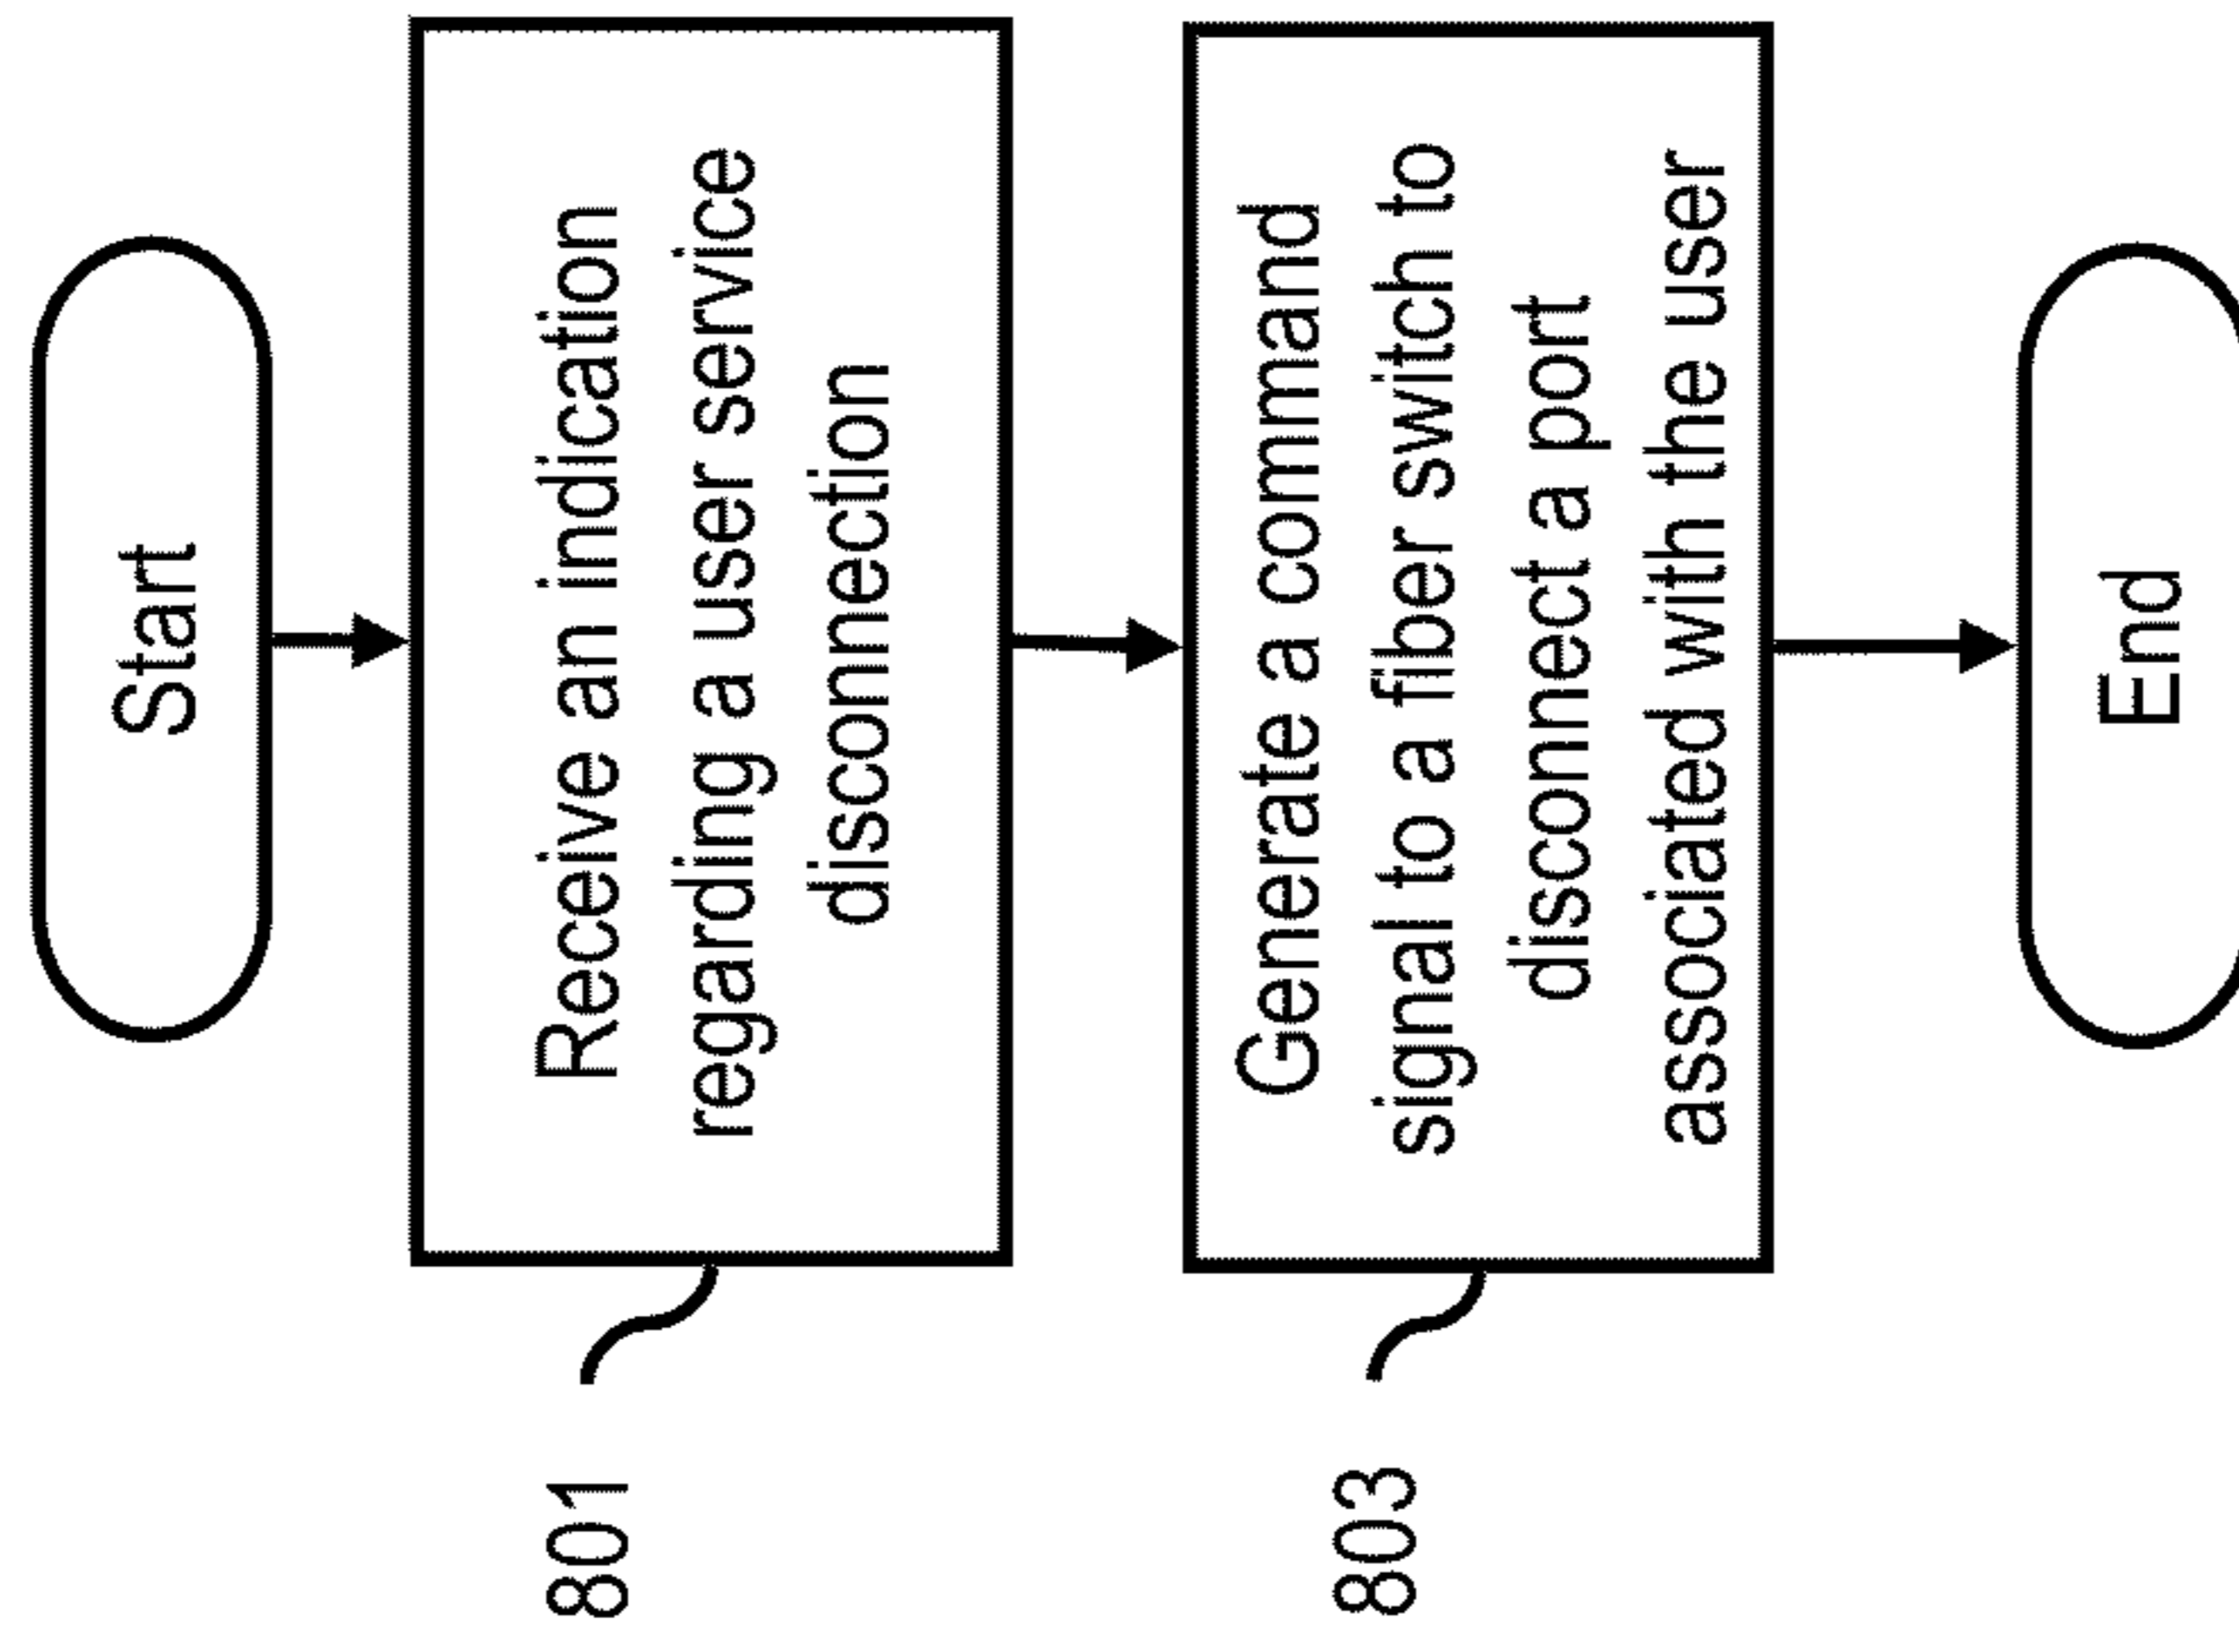 Start
801
Receive an indication
regarding a user service
disconnection
803
Generate a command
signal to a fiber switch to
disconnect a port
associated with the user
End